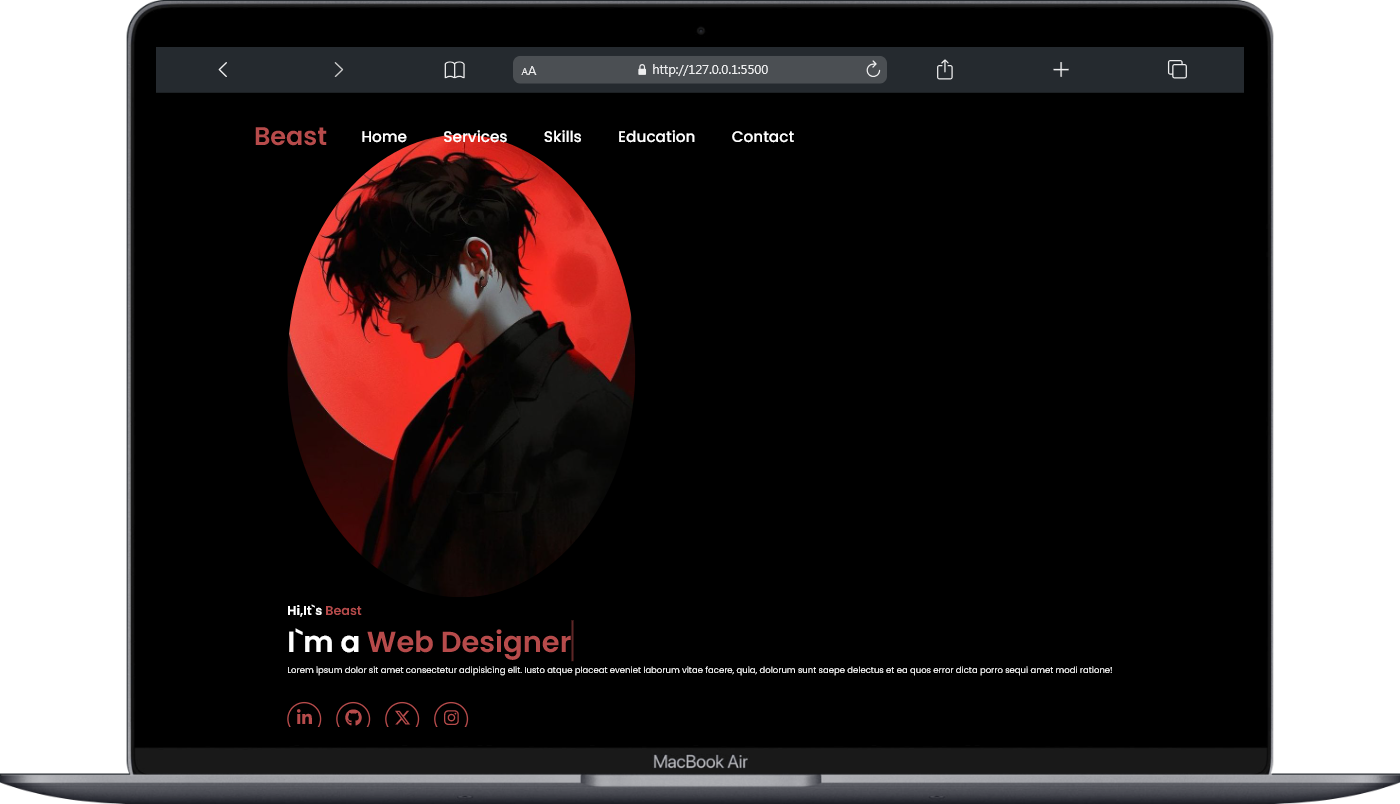 AA http://127.0.0.1:5500
Beast Home Services Skills Education Contact
Hi,It`s Beast
I`m a Web Designer
Lorem ipsum dolor sit amet consectetur adipisicing elit. Iusto atque placeat eveniet laborum vitae facere, quia, dolorum sunt saepe delectus et ea quos error dicta porro sequi amet modi ratione!
in X
MacBook Air